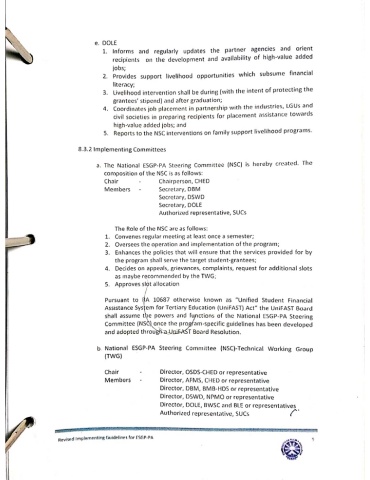 e. DOLE
1. Informs and regularly updates the partner agencies and orient
recipients on the development and availability of high-value added
jobs;
2. Provides support livelihood opportunities which subsume financial
literacy;
3. Livelihood intervention shall be during (with the intent of protecting the
grantees' stipend) and after graduation;
4. Coordinates job placement in partnership with the industries, LGUs and
civil societies in preparing recipients for placement assistance towards
high-value added jobs; and
5. Reports to the NSC interventions on family support livelihood programs.
8.3.2 Implementing Committees
a. The National ESGP-PA Steering Committee (NSC) is hereby created. The
composition of the NSC is as follows:
Chair - Chairperson, CHED
Members - Secretary, DBM
Secretary, DSWD
Secretary, DOLE
Authorized representative, SUCs
The Role of the NSC are as follows:
1. Convenes regular meeting at least once a semester;
2. Oversees the operation and implementation of the program;
3. Enhances the policies that will ensure that the services provided for by
the program shall serve the target student-grantees;
4. Decides on appeals, grievances, complaints, request for additional slots
as maybe recommended by the TWG;
5. Approves slot allocation
Pursuant to RA 10687 otherwise known as "Unified Student Financial
Assistance System for Tertiary Education (UniFAST) Act" the UniFAST Board
shall assume the powers and functions of the National ESGP-PA Steering
Committee (NSC) once the program-specific guidelines has been developed
and adopted through a UniFAST Board Resolution.
b. National ESGP-PA Steering Committee (NSC)-Technical Working Group
(TWG)
Chair - Director, OSDS-CHED or representative
Members - Director, AFMS, CHED or representative
Director, DBM, BMB-HDS or representative
Director, DSWD, NPMO or representative
Director, DOLE, BWSC and BLE or representatives
Authorized representative, SUCs
Revised Implementing Guidelines for ESGP-PA
5